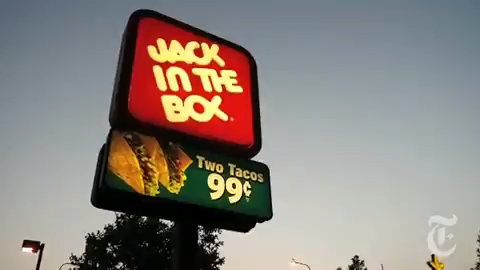 JACK
IN THE
BOX.
Two Tacos
99¢
T